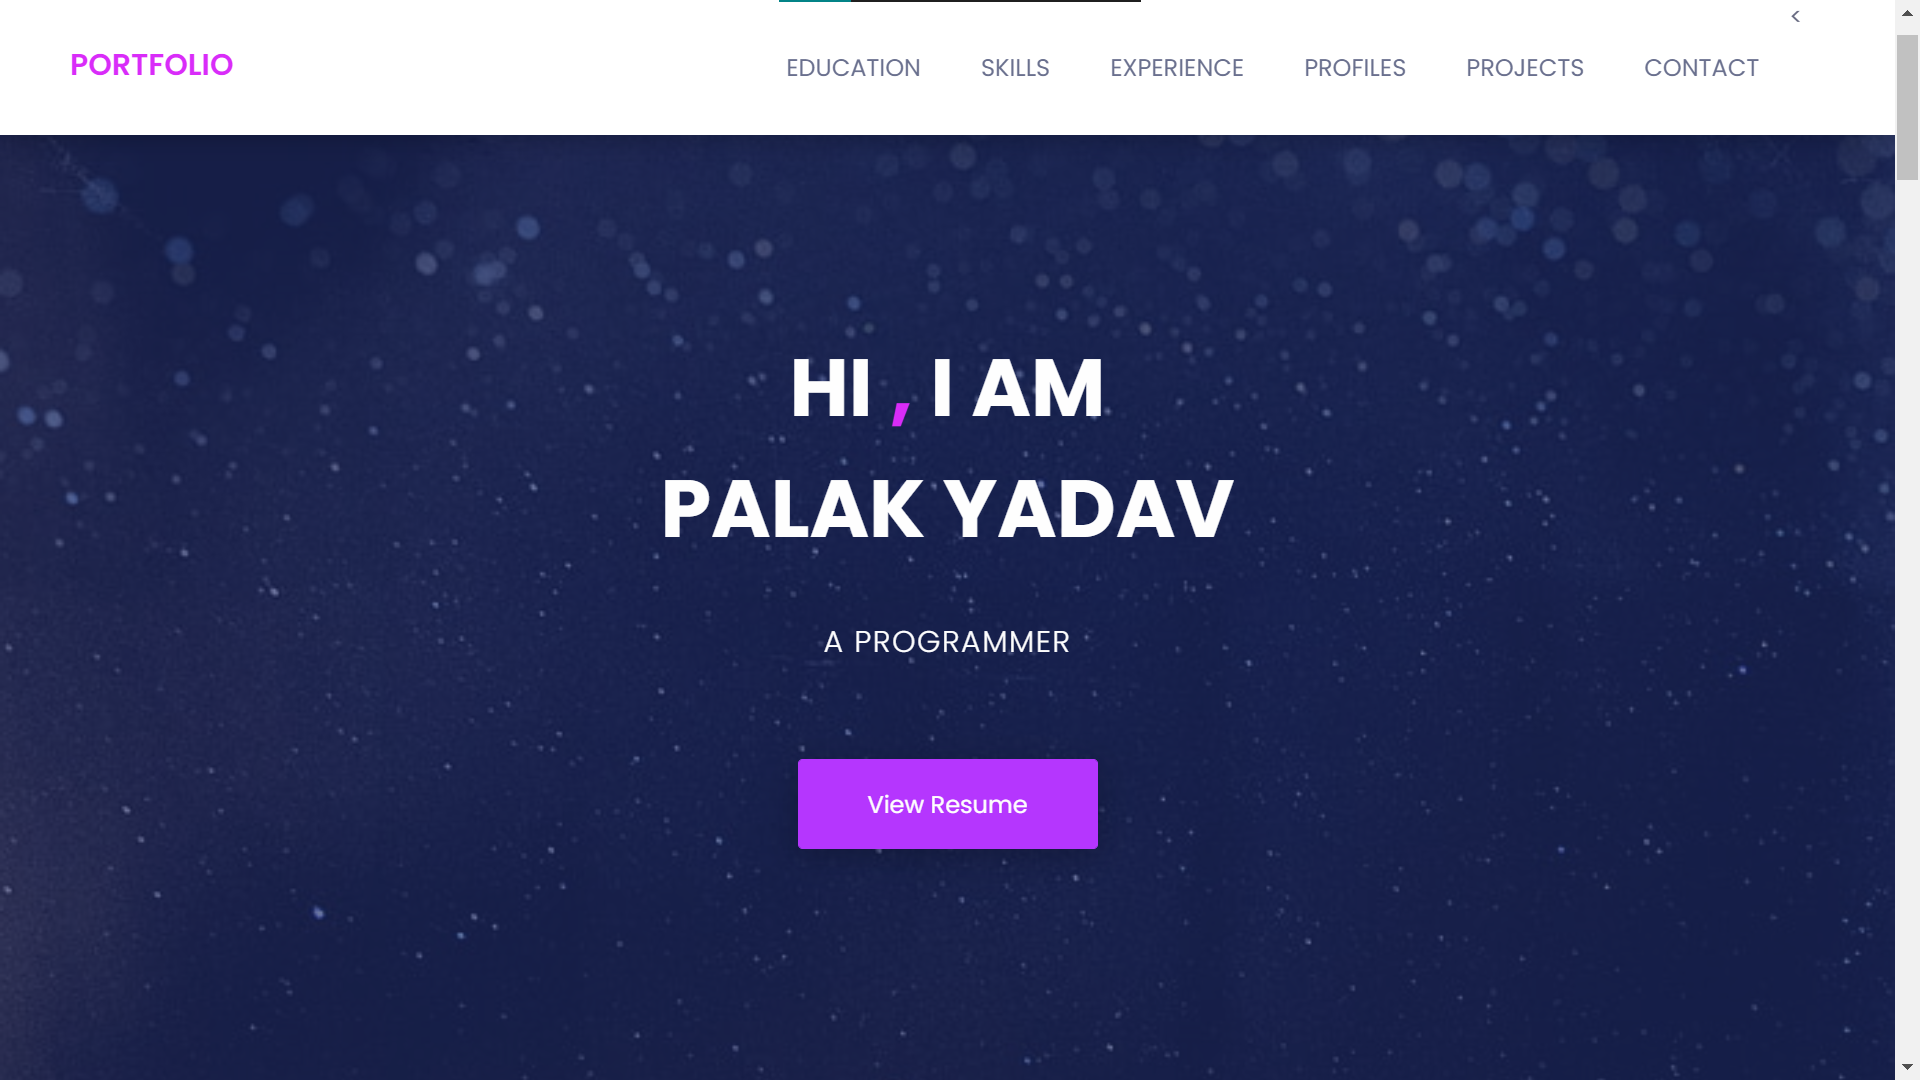 <
PORTFOLIO
EDUCATION SKILLS EXPERIENCE PROFILES PROJECTS CONTACT
HI , I AM
PALAK YADAV
A PROGRAMMER
View Resume